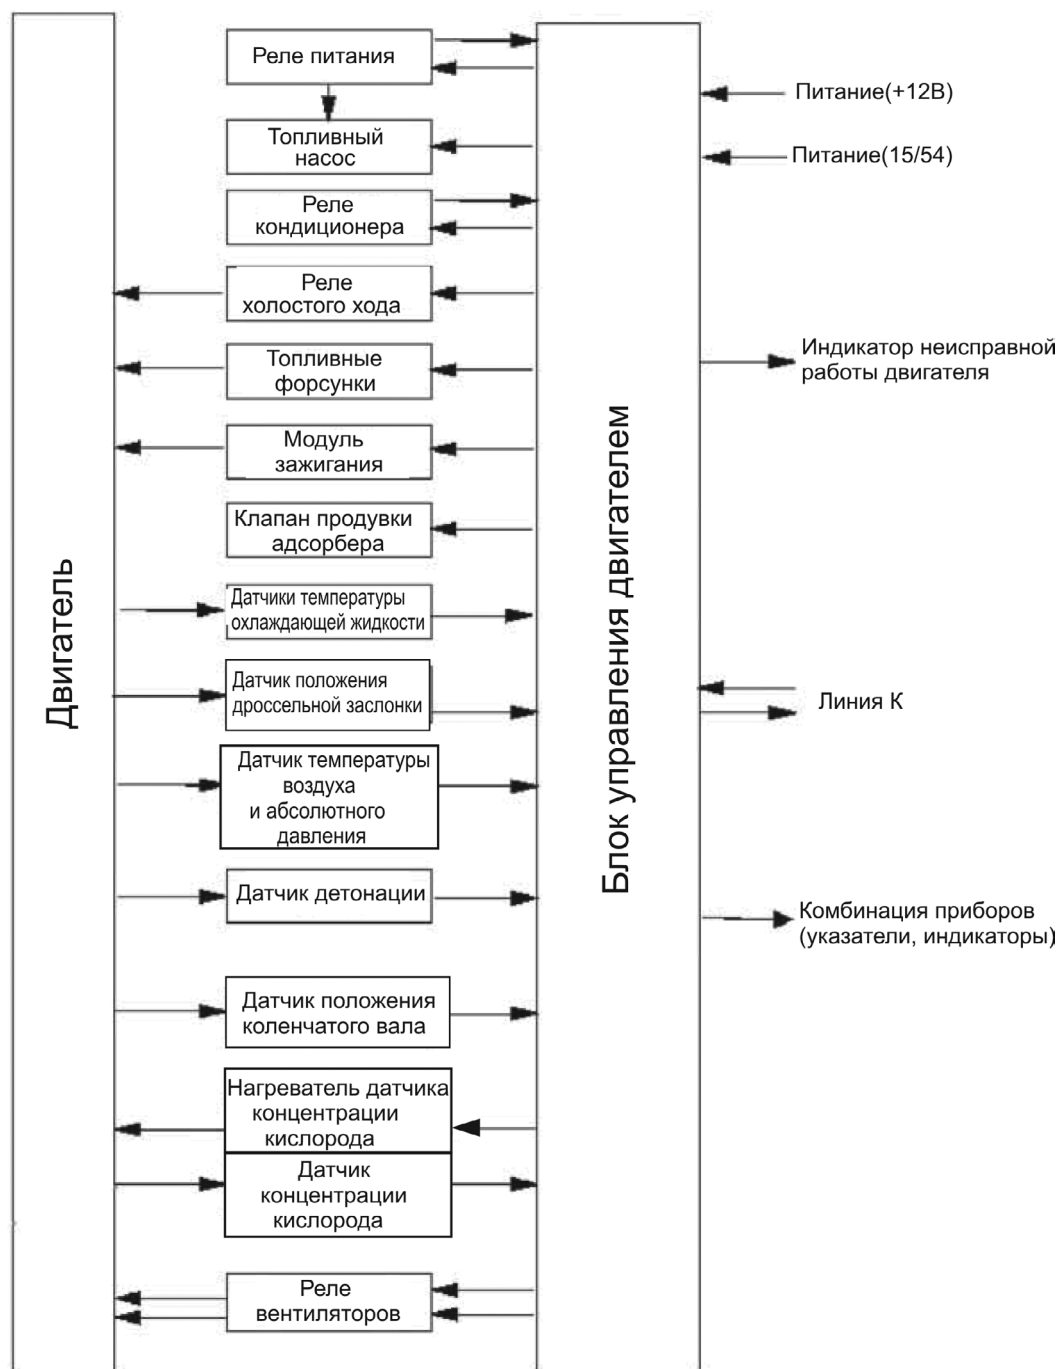 Реле питания
Топливный
насос
Реле
кондиционера
Реле
холостого хода
Топливные
форсунки
Модуль
зажигания
Клапан продувки
адсорбера
Датчики температуры
охлаждающей жидкости
Датчик положения
дроссельной заслонки
Датчик температуры
воздуха
и абсолютного
давления
Датчик детонации
Датчик положения
коленчатого вала
Нагреватель датчика
концентрации
кислорода
Датчик
концентрации
кислорода
Реле
вентиляторов
Двигатель
Блок управления двигателем
Питание(+12В)
Питание(15/54)
Индикатор неисправной
работы двигателя
Линия К
Комбинация приборов
(указатели, индикаторы)